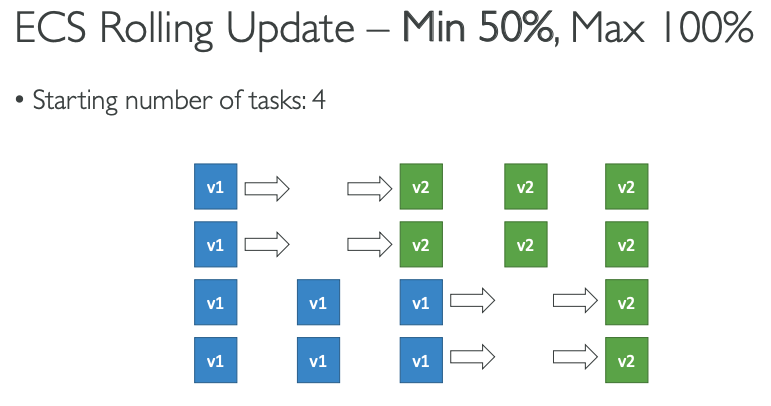 ECS Rolling Update – Min 50%, Max 100%
• Starting number of tasks: 4
v1 v2 v2 v2
v1 v2 v2 v2
v1 v1 v1 v2
v1 v1 v1 v2